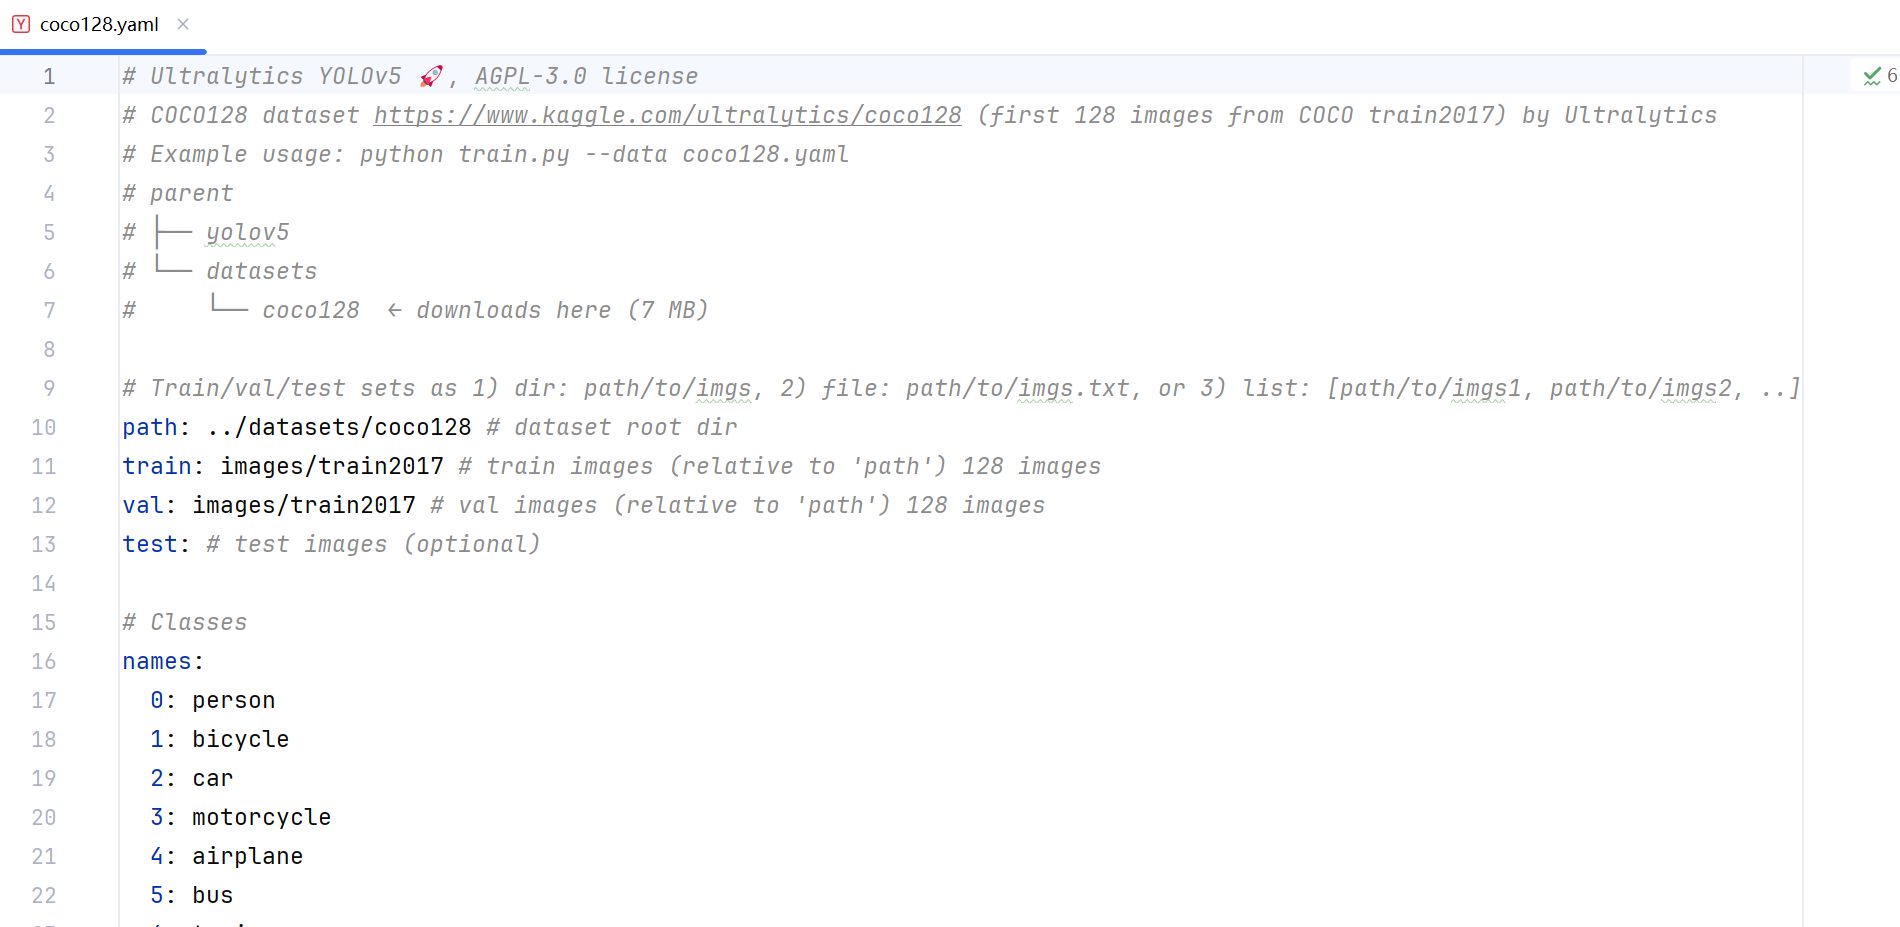 coco128.yaml
1 # Ultralytics YOLOv5 🚀, AGPL-3.0 license
6
2 # COCO128 dataset https://www.kaggle.com/ultralytics/coco128 (first 128 images from COCO train2017) by Ultralytics
3 # Example usage: python train.py --data coco128.yaml
4 # parent
5 # ├── yolov5
6 # └── datasets
7 #     └── coco128  ← downloads here (7 MB)
8
9 # Train/val/test sets as 1) dir: path/to/imgs, 2) file: path/to/imgs.txt, or 3) list: [path/to/imgs1, path/to/imgs2, ..]
10 path: ../datasets/coco128 # dataset root dir
11 train: images/train2017 # train images (relative to 'path') 128 images
12 val: images/train2017 # val images (relative to 'path') 128 images
13 test: # test images (optional)
14
15 # Classes
16 names:
17   0: person
18   1: bicycle
19   2: car
20   3: motorcycle
21   4: airplane
22   5: bus